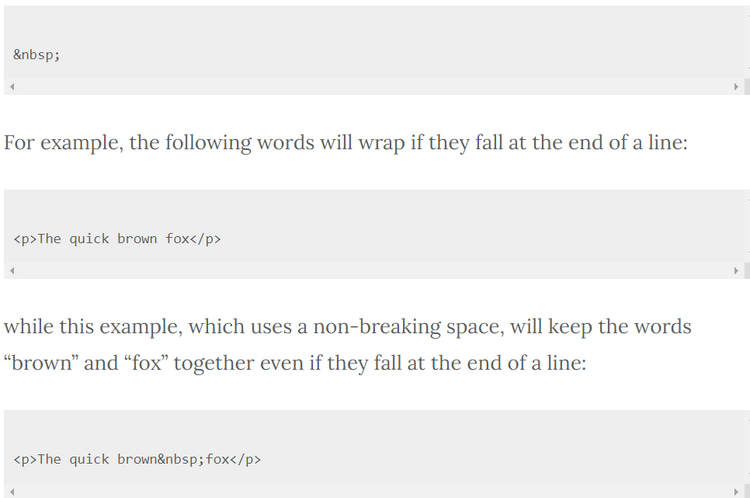 &nbsp;
For example, the following words will wrap if they fall at the end of a line:
<p>The quick brown fox</p>
while this example, which uses a non-breaking space, will keep the words
“brown” and “fox” together even if they fall at the end of a line:
<p>The quick brown&nbsp;fox</p>